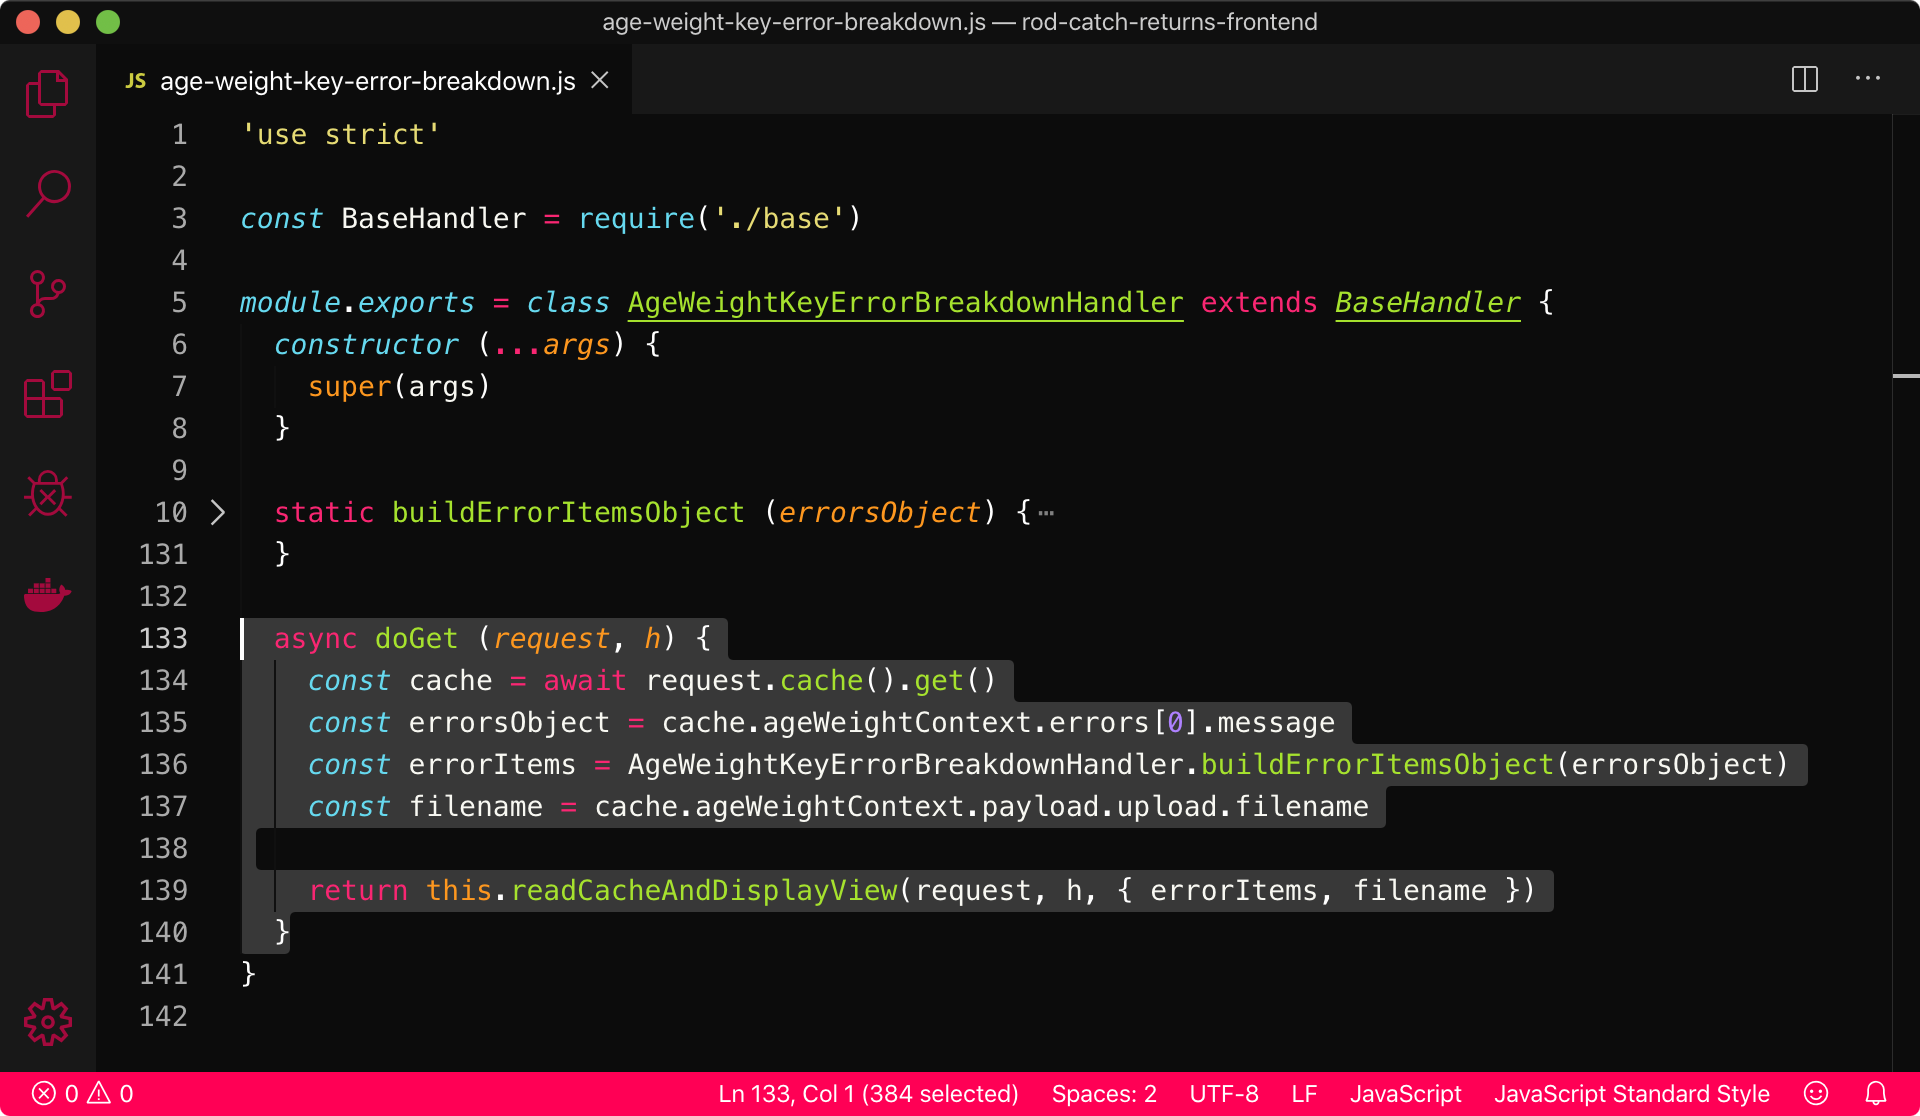 age-weight-key-error-breakdown.js — rod-catch-returns-frontend
JS age-weight-key-error-breakdown.js
1 'use strict'
2
3 const BaseHandler = require('./base')
4
5 module.exports = class AgeWeightKeyErrorBreakdownHandler extends BaseHandler {
6 constructor (...args) {
7 super(args)
8 }
9
10 static buildErrorItemsObject (errorsObject) {…
131 }
132
133 async doGet (request, h) {
134 const cache = await request.cache().get()
135 const errorsObject = cache.ageWeightContext.errors[0].message
136 const errorItems = AgeWeightKeyErrorBreakdownHandler.buildErrorItemsObject(errorsObject)
137 const filename = cache.ageWeightContext.payload.upload.filename
138
139 return this.readCacheAndDisplayView(request, h, { errorItems, filename })
140 }
141 }
142
0 0 Ln 133, Col 1 (384 selected) Spaces: 2 UTF-8 LF JavaScript JavaScript Standard Style